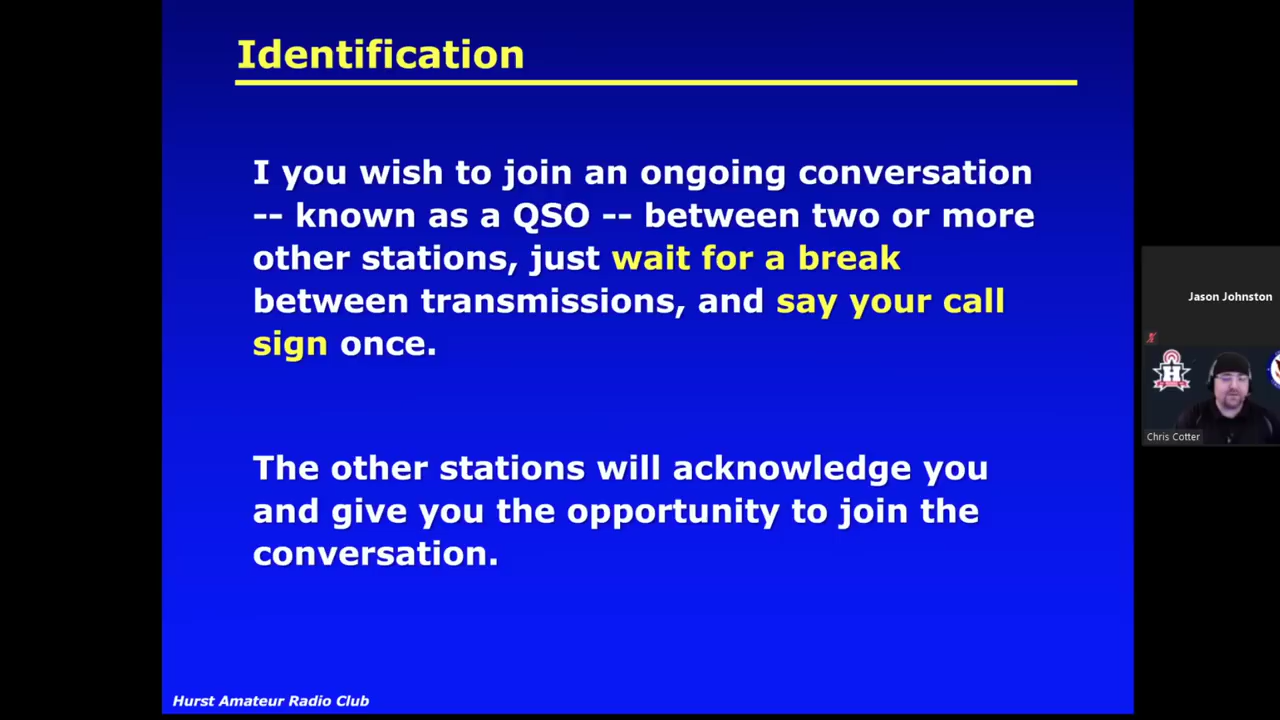 Identification
I you wish to join an ongoing conversation
-- known as a QSO -- between two or more
other stations, just wait for a break
between transmissions, and say your call
sign once.
The other stations will acknowledge you
and give you the opportunity to join the
conversation.
Hurst Amateur Radio Club
Jason Johnston
H
Chris Cotter